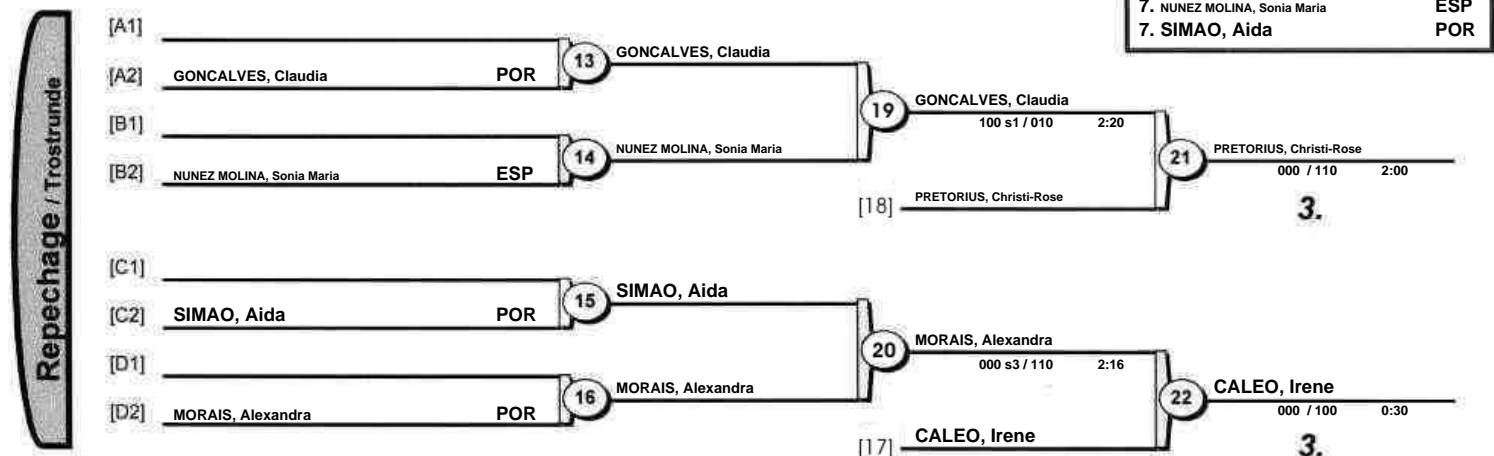 7. NUNEZ MOLINA, Sonia Maria ESP
7. SIMAO, Aida POR
Repechage / Trostrunde
[A1]
[A2] GONCALVES, Claudia POR
13 GONCALVES, Claudia
[B1]
[B2] NUNEZ MOLINA, Sonia Maria ESP
14 NUNEZ MOLINA, Sonia Maria
19 GONCALVES, Claudia
100 s1 / 010 2:20
[18] PRETORIUS, Christi-Rose
21 PRETORIUS, Christi-Rose
000 / 110 2:00
3.
[C1]
[C2] SIMAO, Aida POR
15 SIMAO, Aida
[D1]
[D2] MORAIS, Alexandra POR
16 MORAIS, Alexandra
20 MORAIS, Alexandra
000 s3 / 110 2:16
[17] CALEO, Irene
22 CALEO, Irene
000 / 100 0:30
3.